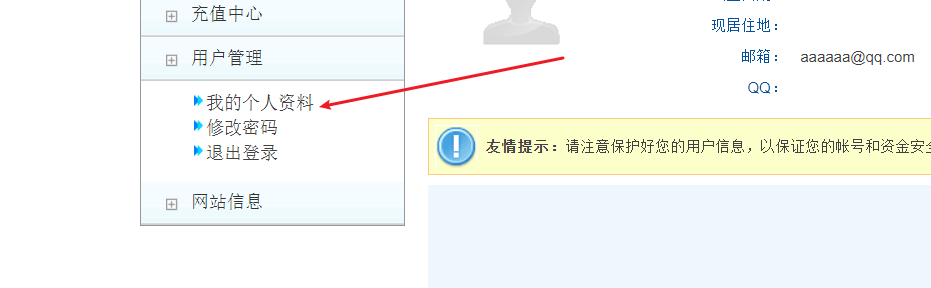 充值中心
用户管理
我的个人资料
修改密码
退出登录
网站信息
现居住地：
邮箱： aaaaaa@qq.com
QQ：
友情提示：请注意保护好您的用户信息，以保证您的帐号和资金安全